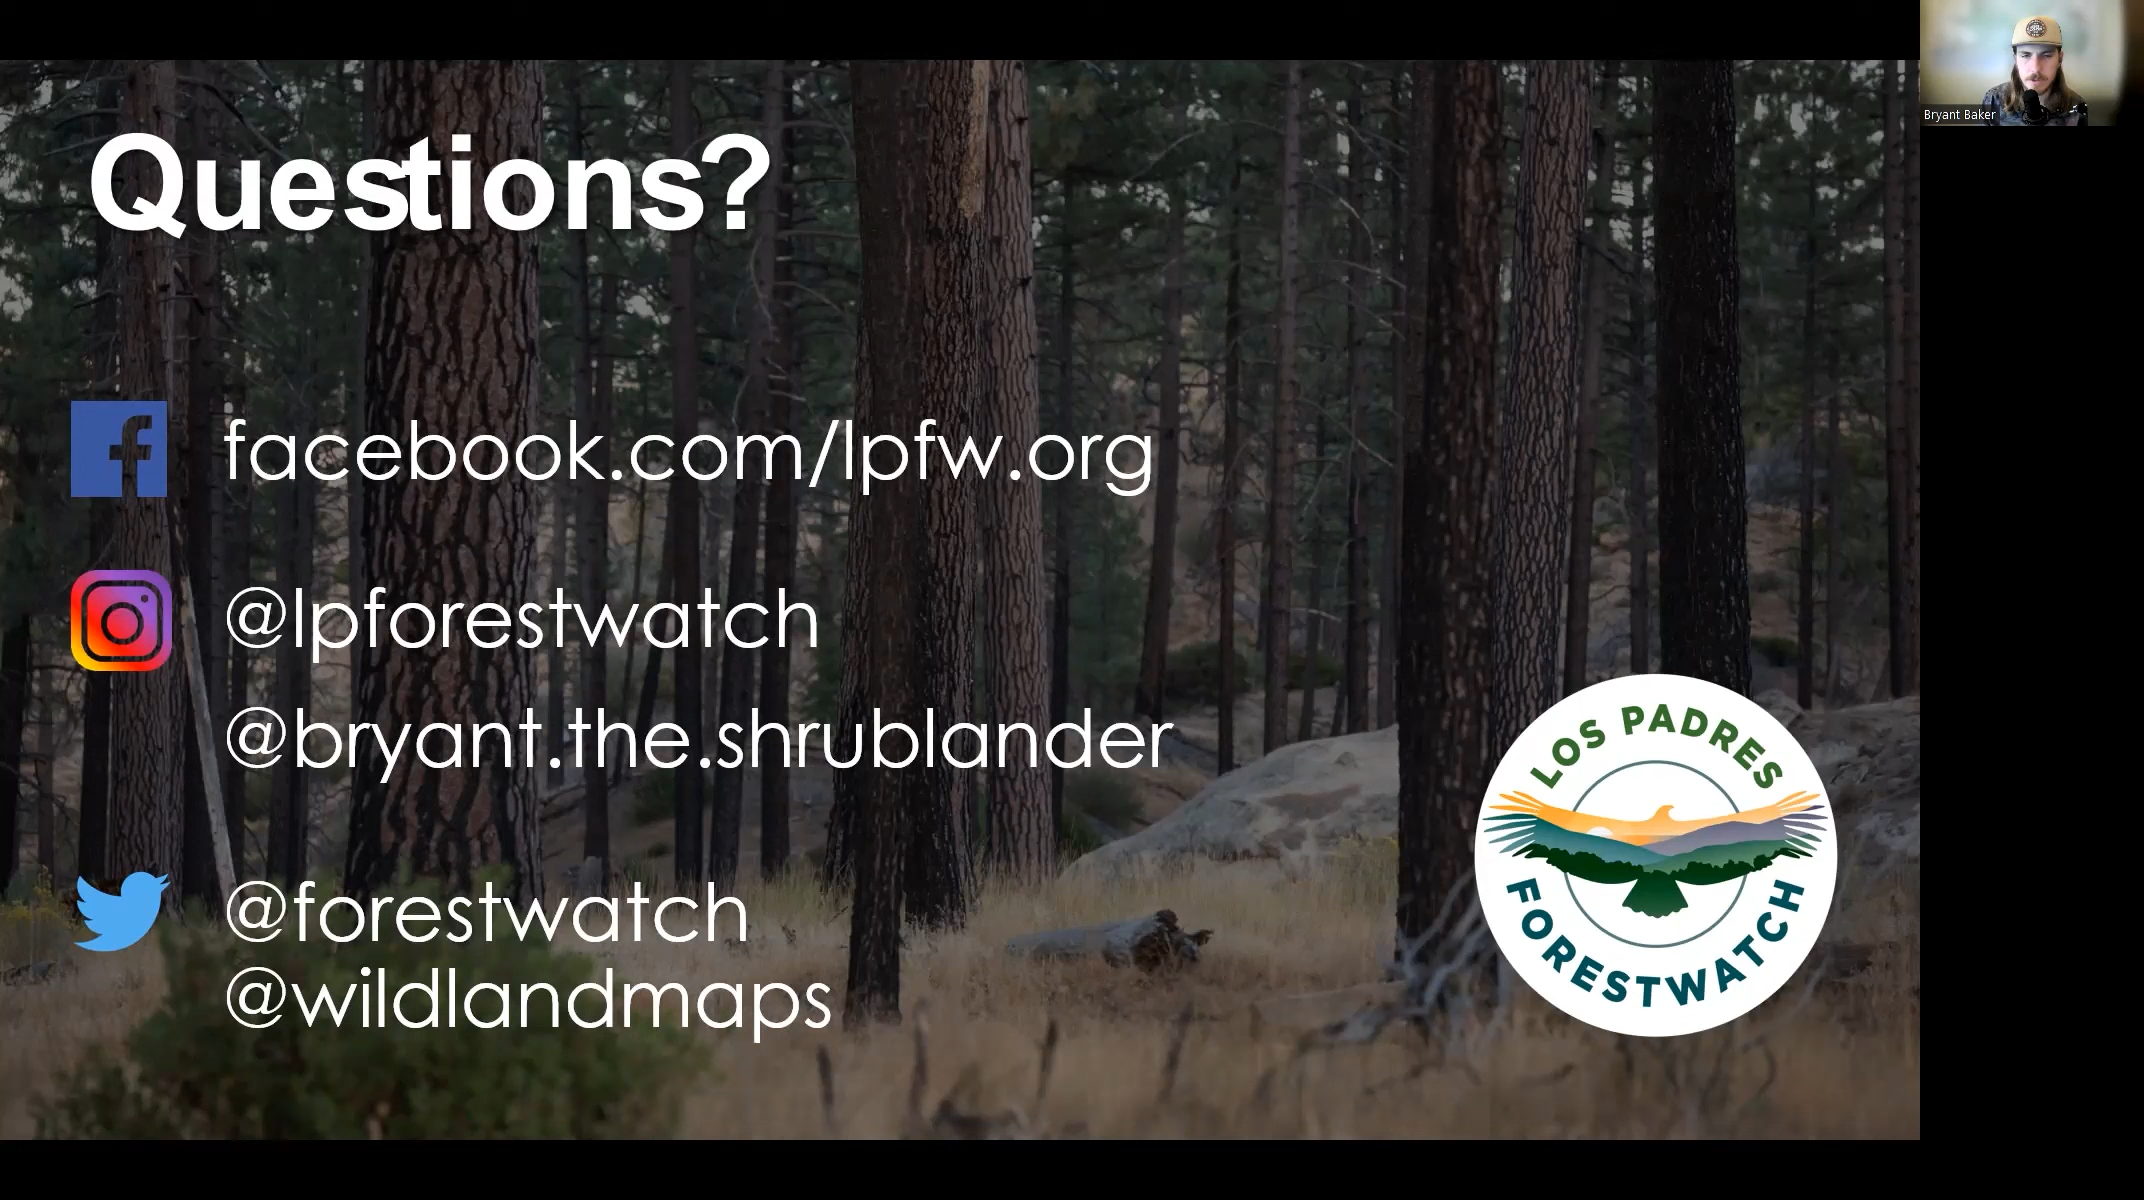 Questions?
facebook.com/lpfw.org
@lpforestwatch
@bryant.the.shrublander
@forestwatch
@wildlandmaps
LOS PADRES
FORESTWATCH
Bryant Baker